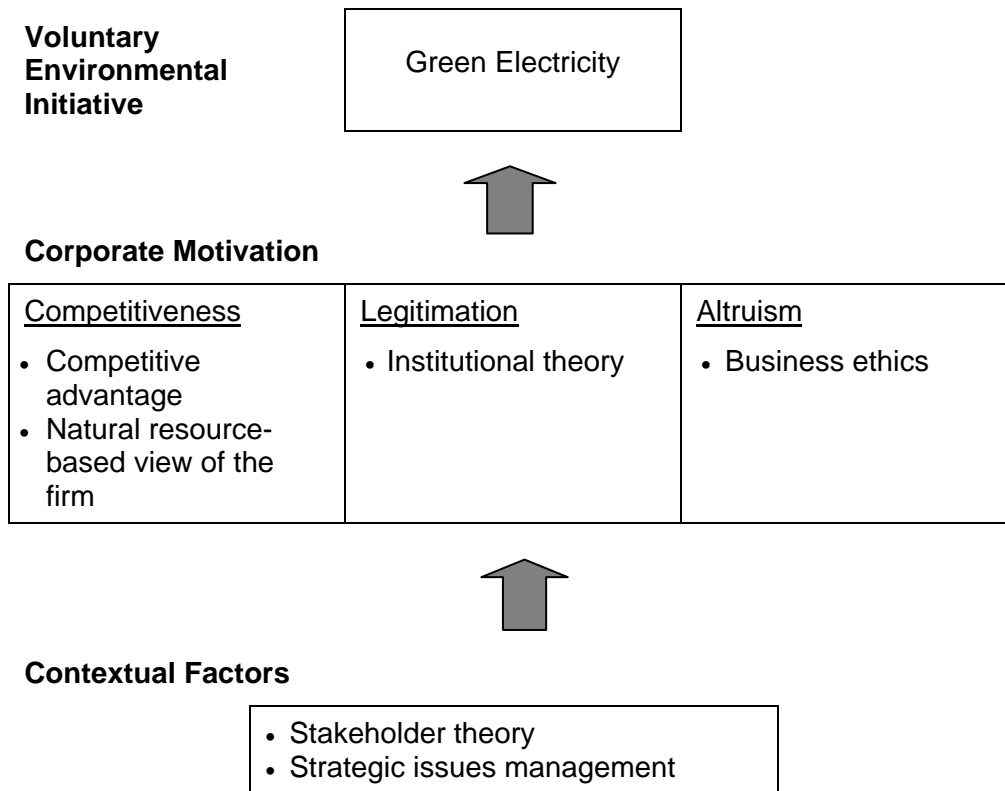 Voluntary
Environmental
Initiative
Green Electricity
Corporate Motivation
Competitiveness
• Competitive
advantage
• Natural resource-
based view of the
firm
Legitimation
• Institutional theory
Altruism
• Business ethics
Contextual Factors
• Stakeholder theory
• Strategic issues management